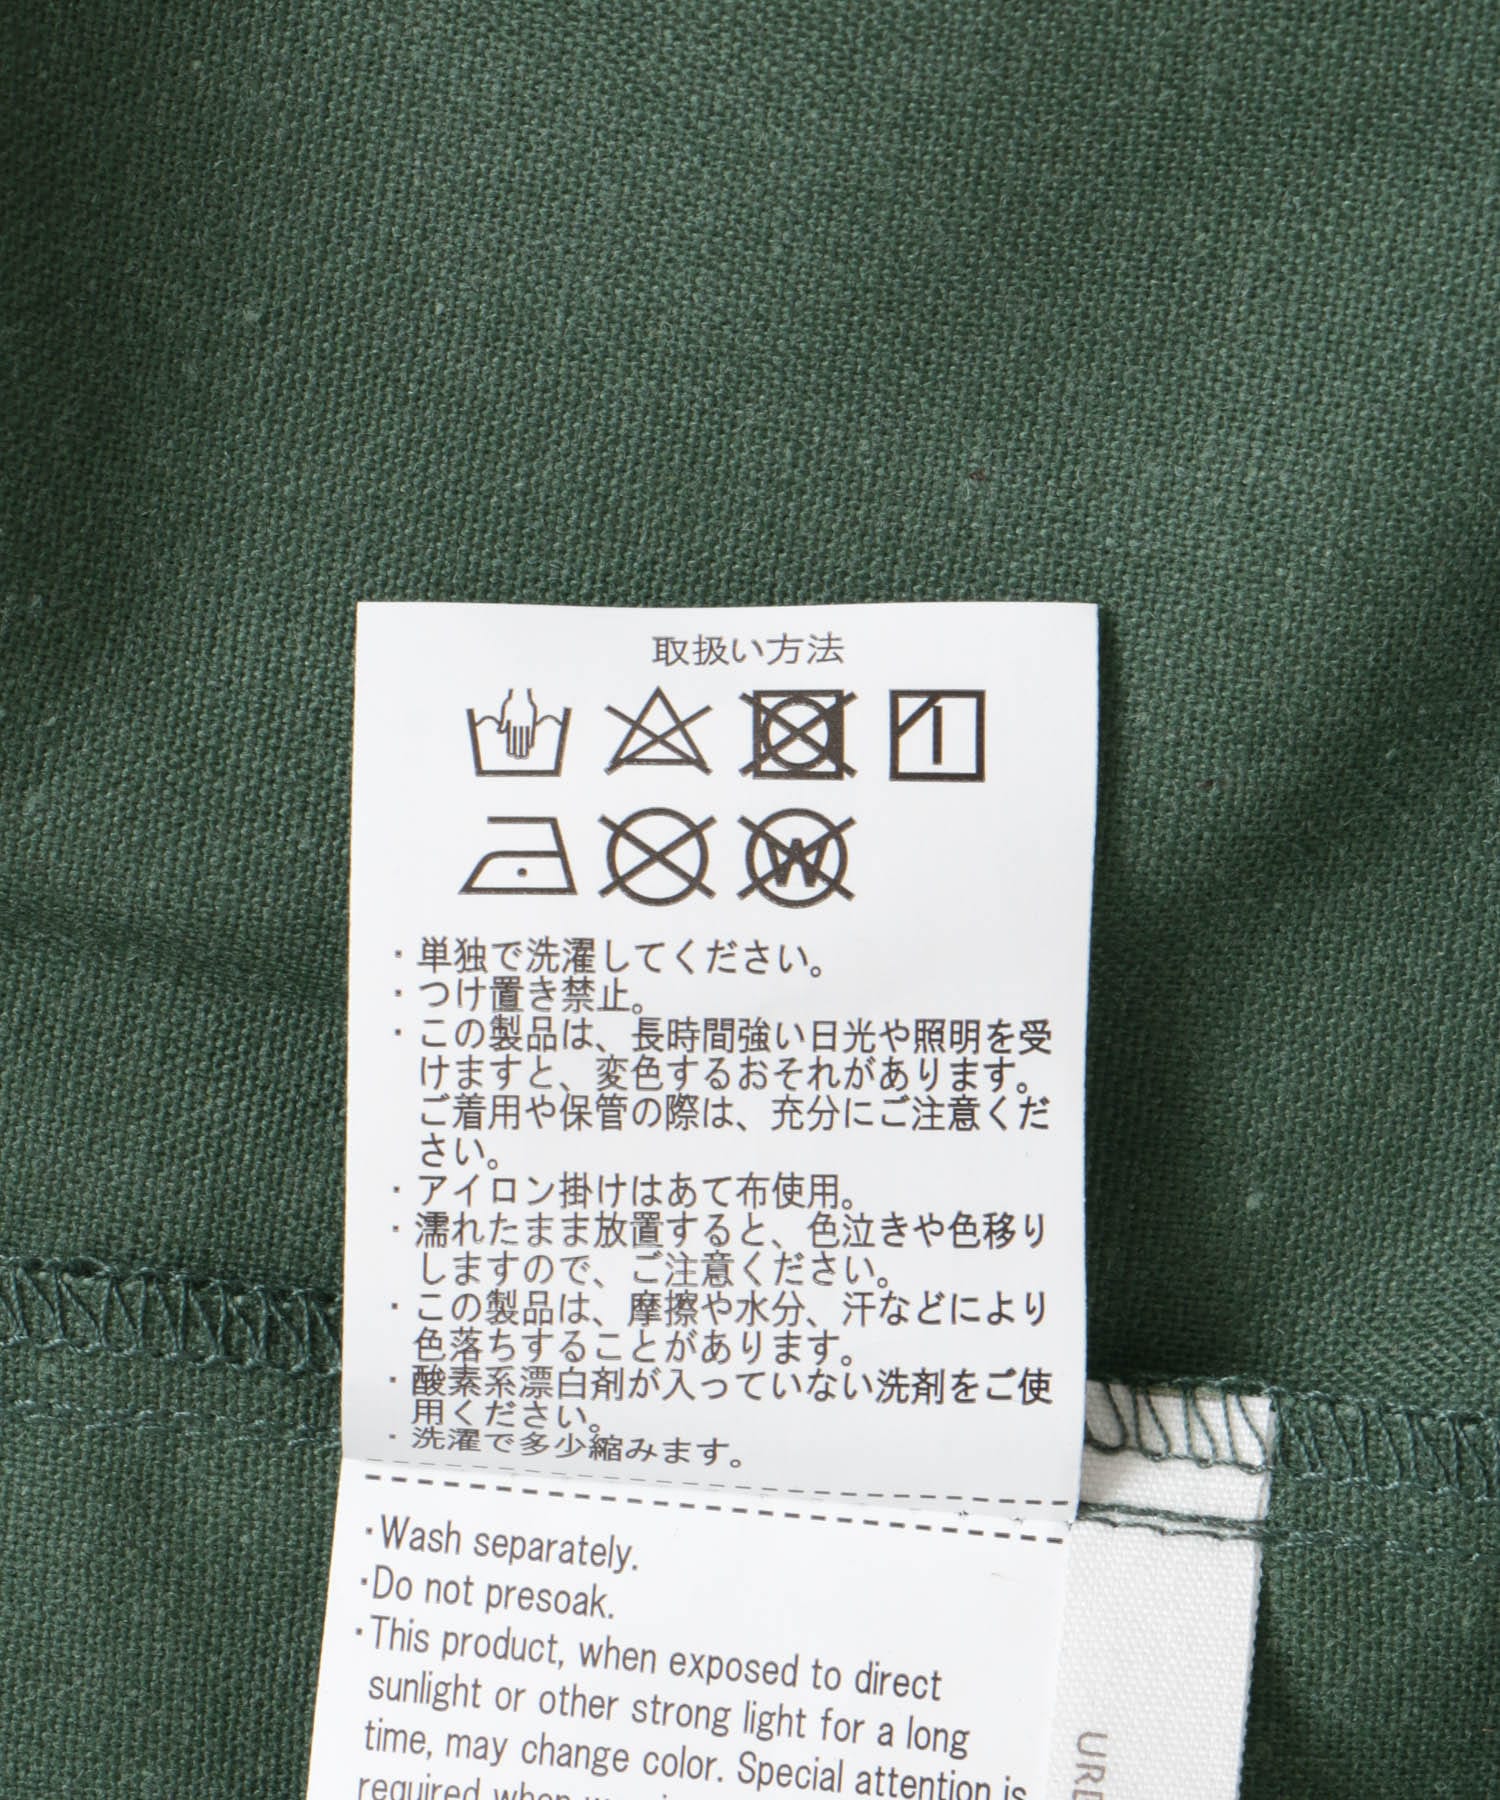 取扱い方法
W
・単独で洗濯してください。
・つけ置き禁止。
・この製品は、長時間強い日光や照明を受
けますと、変色するおそれがあります。
ご着用や保管の際は、充分にご注意くだ
さい。
・アイロン掛けはあて布使用。
・濡れたまま放置すると、色泣きや色移り
しますので、ご注意ください。
・この製品は、摩擦や水分、汗などにより
色落ちすることがあります。
・酸素系漂白剤が入っていない洗剤をご使
用ください。
・洗濯で多少縮みます。
・Wash separately.
・Do not presoak.
・This product, when exposed to direct
sunlight or other strong light for a long
time, may change color. Special attention is
required when